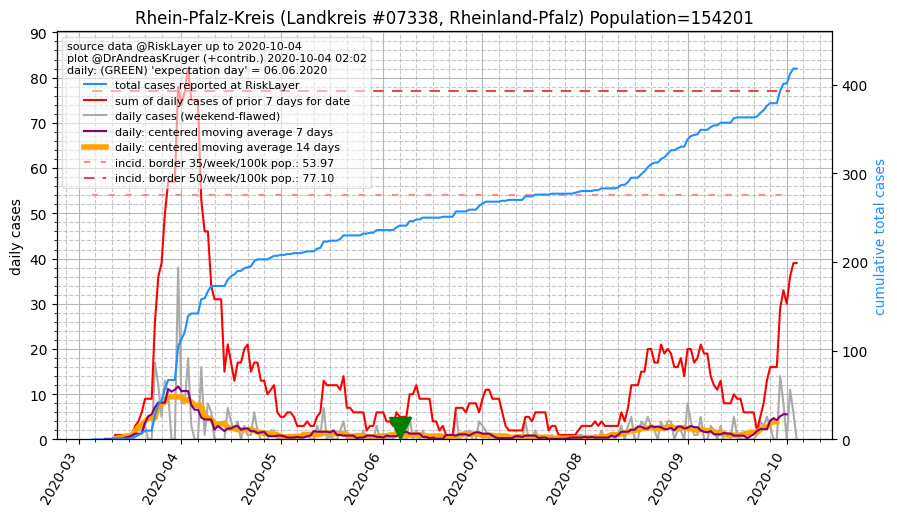 Rhein-Pfalz-Kreis (Landkreis #07338, Rheinland-Pfalz) Population=154201
source data @RiskLayer up to 2020-10-04
plot @DrAndreasKruger (+contrib.) 2020-10-04 02:02
daily: (GREEN) 'expectation day' = 06.06.2020
total cases reported at RiskLayer
sum of daily cases of prior 7 days for date
daily cases (weekend-flawed)
daily: centered moving average 7 days
daily: centered moving average 14 days
incid. border 35/week/100k pop.: 53.97
incid. border 50/week/100k pop.: 77.10
daily cases
90
80
70
60
50
40
30
20
10
0
cumulative total cases
400
300
200
100
0
2020-03
2020-04
2020-05
2020-06
2020-07
2020-08
2020-09
2020-10